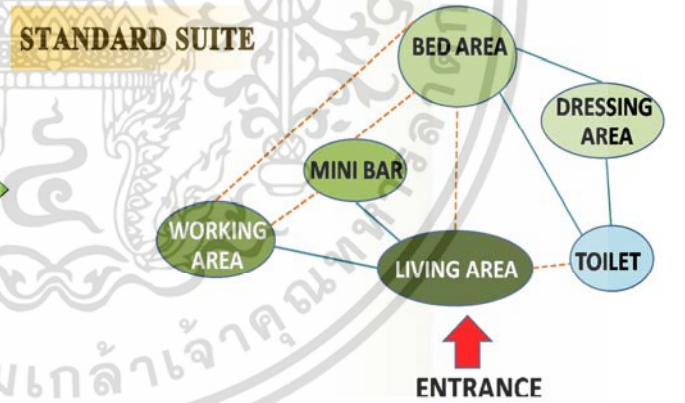 STANDARD SUITE
BED AREA
DRESSING
AREA
MINI BAR
WORKING
AREA
LIVING AREA
TOILET
ENTRANCE